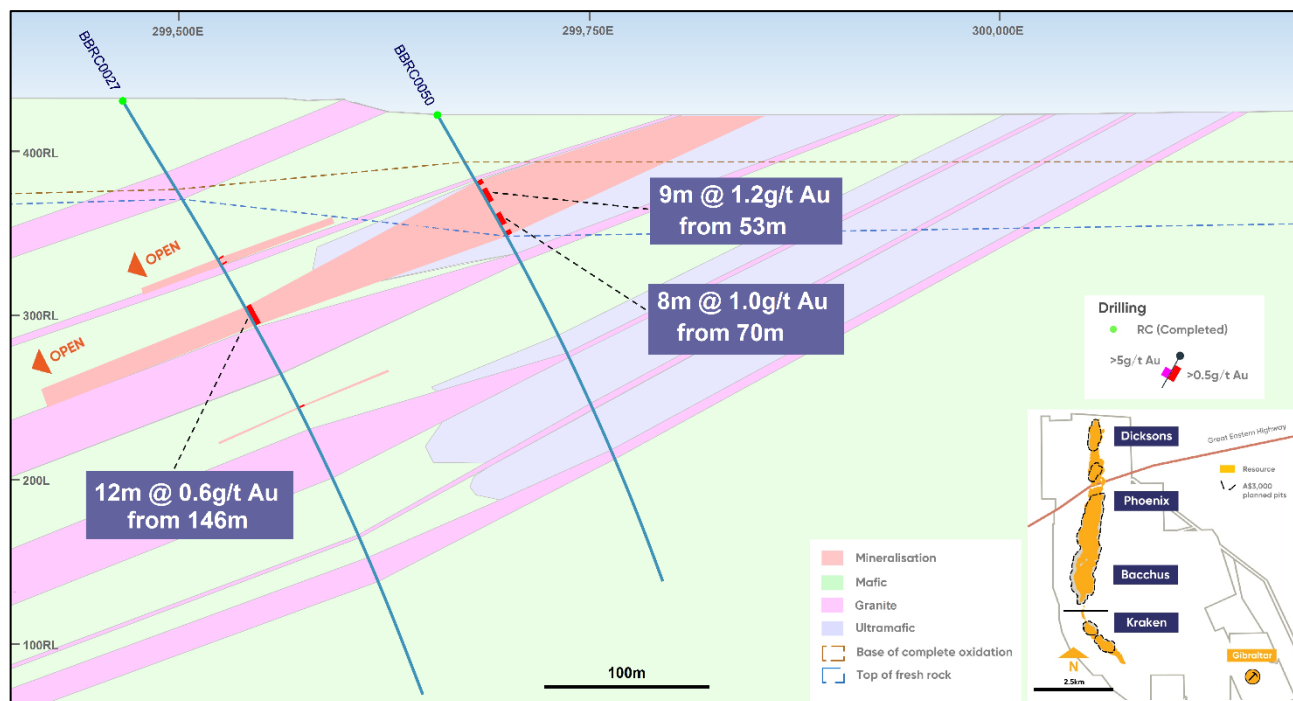 299,500E
299,750E
300,000E
BBRC0027
BBRC0050
400RL
300RL
200L
100RL
OPEN
OPEN
9m @ 1.2g/t Au
from 53m
8m @ 1.0g/t Au
from 70m
12m @ 0.6g/t Au
from 146m
Drilling
RC (Completed)
>5g/t Au
>0.5g/t Au
Mineralisation
Mafic
Granite
Ultramafic
Base of complete oxidation
Top of fresh rock
100m
Dicksons
Great Eastern Highway
Resource
A$3,000
planned pits
Phoenix
Bacchus
Kraken
N
2.5km
Gibraltar